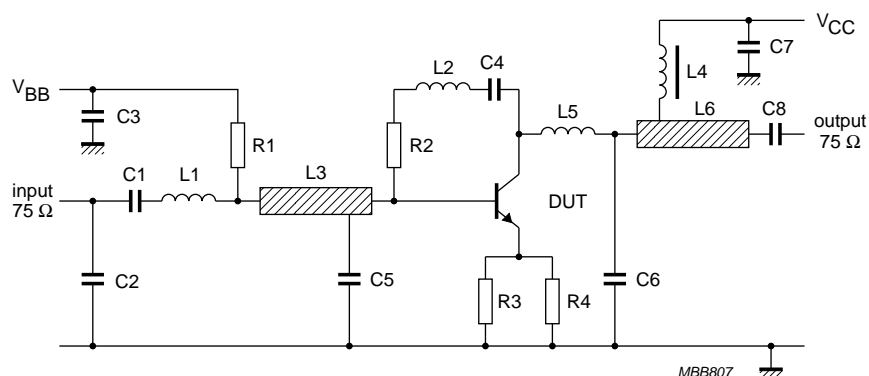 VCC
C7
L4
L2
C4
VBB
C3
L5
L6
C8
output
75 Ω
R1
R2
C1
L1
L3
input
75 Ω
DUT
C2
C5
R3
R4
C6
MBB807